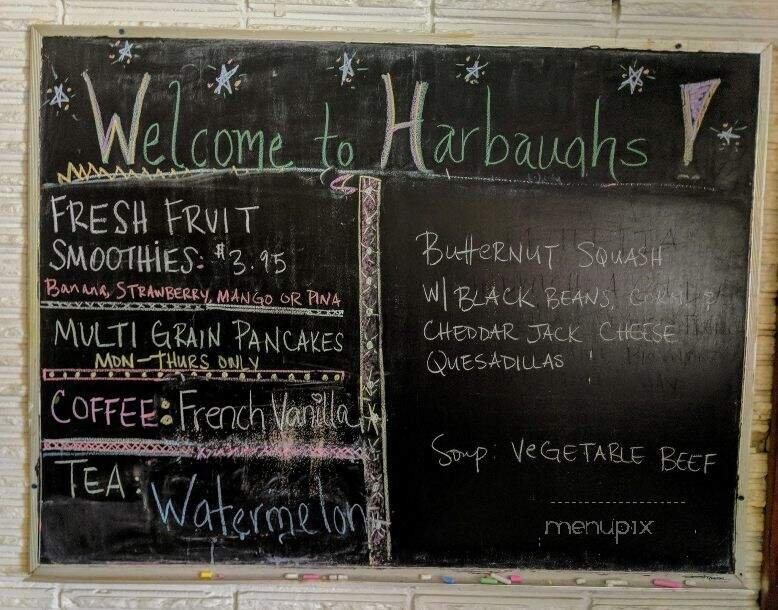 Welcome to Harbaughs!
FRESH FRUIT
SMOOTHIES: $3.95
Banana, STRAWBERRY, MANGO OR PINA
MULTI GRAIN PANCAKES
MON-THURS ONLY
COFFEE: French Vanilla
TEA: Watermelon
ButterNUT SQUASH
W/ BLACK BEANS,
CHEDDAR JACK CHEESE
QUESADILLAS
Soup: VeGETABLE BEEF
menupix